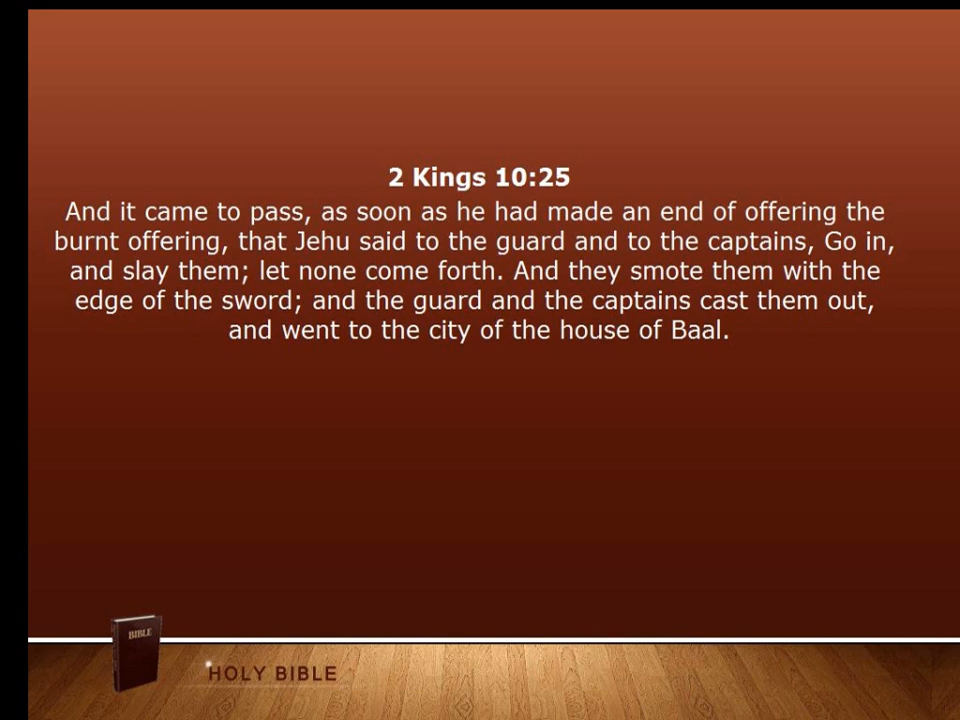 2 Kings 10:25
And it came to pass, as soon as he had made an end of offering the
burnt offering, that Jehu said to the guard and to the captains, Go in,
and slay them; let none come forth. And they smote them with the
edge of the sword; and the guard and the captains cast them out,
and went to the city of the house of Baal.
BIBLE
HOLY BIBLE